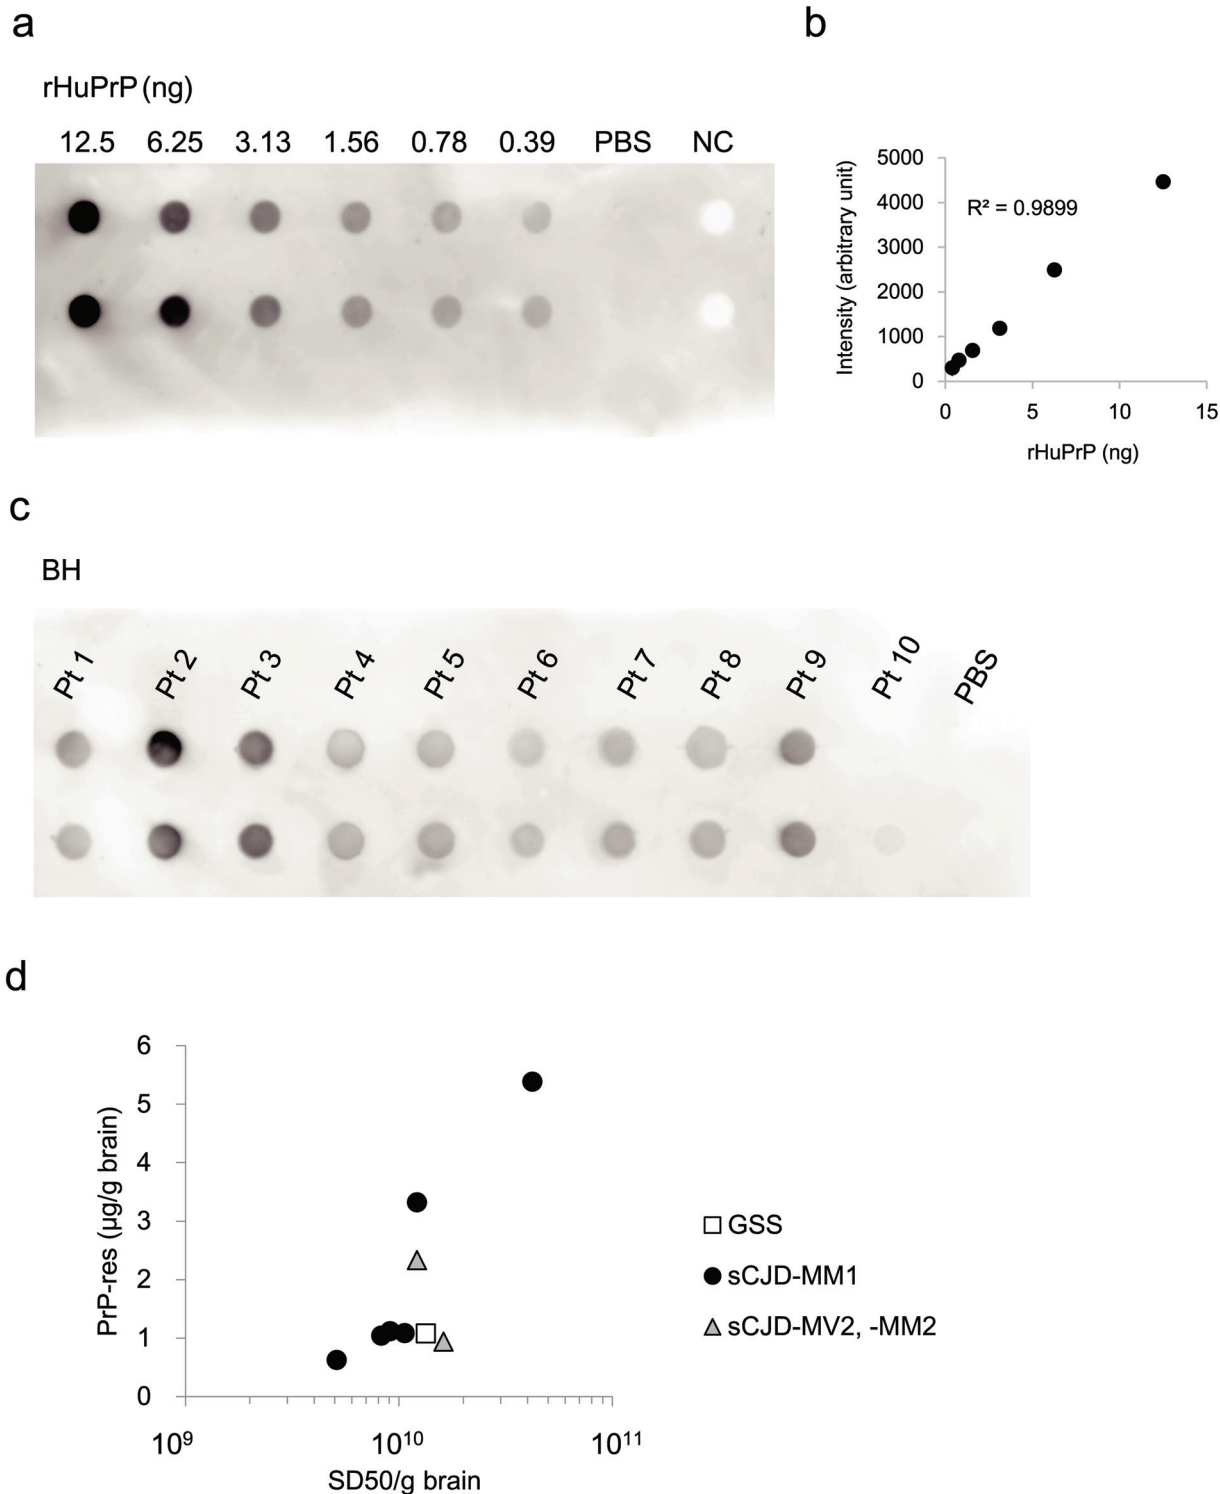 a
rHuPrP (ng)
12.5 6.25 3.13 1.56 0.78 0.39 PBS NC
b
5000
4000
3000
2000
1000
0
Intensity (arbitrary unit)
R² = 0.9899
0 5 10 15
rHuPrP (ng)
c
BH
Pt 1 Pt 2 Pt 3 Pt 4 Pt 5 Pt 6 Pt 7 Pt 8 Pt 9 Pt 10 PBS
d
6
5
4
3
2
1
0
PrP-res (µg/g brain)
10⁹ 10¹⁰ 10¹¹
SD50/g brain
GSS
sCJD-MM1
sCJD-MV2, -MM2